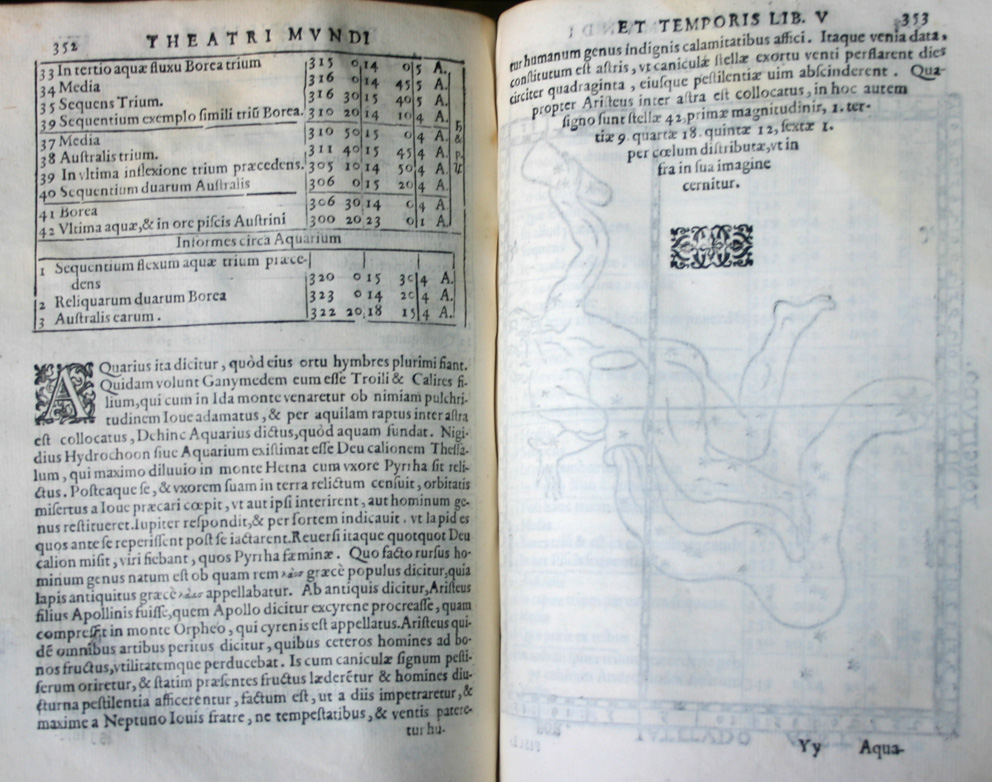 352 THEATRI MVNDI
33 In tertio aquæ fluxu Borea trium 315 0 14 0 5 A.
34 Media 316 0 14 45 5 A.
35 Sequens Trium. 316 30 15 40 5 A.
39 Sequentium exemplo simili triũ Borea. 310 20 14 10 4 A.
37 Media 310 50 15 0 4 A.
38 Australis trium. 311 40 15 45 4 A.
39 In vltima inflexione trium præcedens. 305 10 14 50 4 A.
40 Sequentium duarum Australis 306 0 15 20 4 A.
41 Borea 306 30 14 0 4 A.
42 Vltima aquæ,& in ore piscis Austrini 300 20 23 0 1 A.
Informes circa Aquarium
1 Sequentium flexum aquæ trium præce-
dens 320 0 15 30 4 A.
2 Reliquarum duarum Borea 323 0 14 20 4 A.
3 Australis earum. 322 20 18 15 4 A.
AQuarius ita dicitur, quòd eius ortu hymbres plurimi fiant.
Quidam volunt Ganymedem eum esse Troili & Calires fi-
lium, qui cum in Ida monte venaretur ob nimiam pulchri-
tudinem Ioue adamatus, & per aquilam raptus inter astra
est collocatus, Dehinc Aquarius dictus, quòd aquam fundat. Nigi-
dius Hydrochoon siue Aquarium existimat esse Deu calionem Thessa-
lum, qui maximo diluuio in monte Hetna cum vxore Pyrrha sit reli-
ctus. Posteaque se, & vxorem suam in terra relictum censuit, orbitatis
misertus a Ioue præcari cœpit, vt aut ipsi interirent, aut hominum ge-
nus restitueret. Iupiter respondit, & per sortem indicauit. vt lapides
quos ante se reperissent post se iactarent. Reuersi itaque quotquot Deu
calion misit, viri fiebant, quos Pyrrha fæminæ. Quo facto rursus ho-
minum genus natum est ob quam rem græcè populus dicitur, quia
lapis antiquitus græcè appellabatur. Ab antiquis dicitur, Aristeus
filius Apollinis fuisse, quem Apollo dicitur excyrene procreasse, quam
compressit in monte Orpheo, qui cyrenis est appellatus. Aristeus qui-
dẽ omnibus artibus peritus dicitur, quibus ceteros homines ad bo-
nos fructus, vtilitatemque perducebat. Is cum caniculæ signum pesti-
ferum oriretur, & statim præsentes fructus læderẽtur & homines diu-
cturna pestilentia afficerentur, factum est, ut a diis impetraretur, &
maxime a Neptuno Iouis fratre, ne tempestatibus, & ventis patere-
tur hu-
ET TEMPORIS LIB. V 353
tur humanum genus indignis calamitatibus affici. Itaque venia data,
constitutum est astris, vt caniculæ stellæ exortu venti perflarent dies
circiter quadraginta, eiusque pestilentiæ uim abscinderent. Qua-
propter Aristeus inter astra est collocatus, in hoc autem
signo sunt stellæ 42, primæ magnitudinis, 1. ter-
tiæ 9. quartæ 18. quintæ 12, sextæ 1.
per cœlum distributæ, vt in
fra in sua imagine
cernitur.
Yy Aqua-